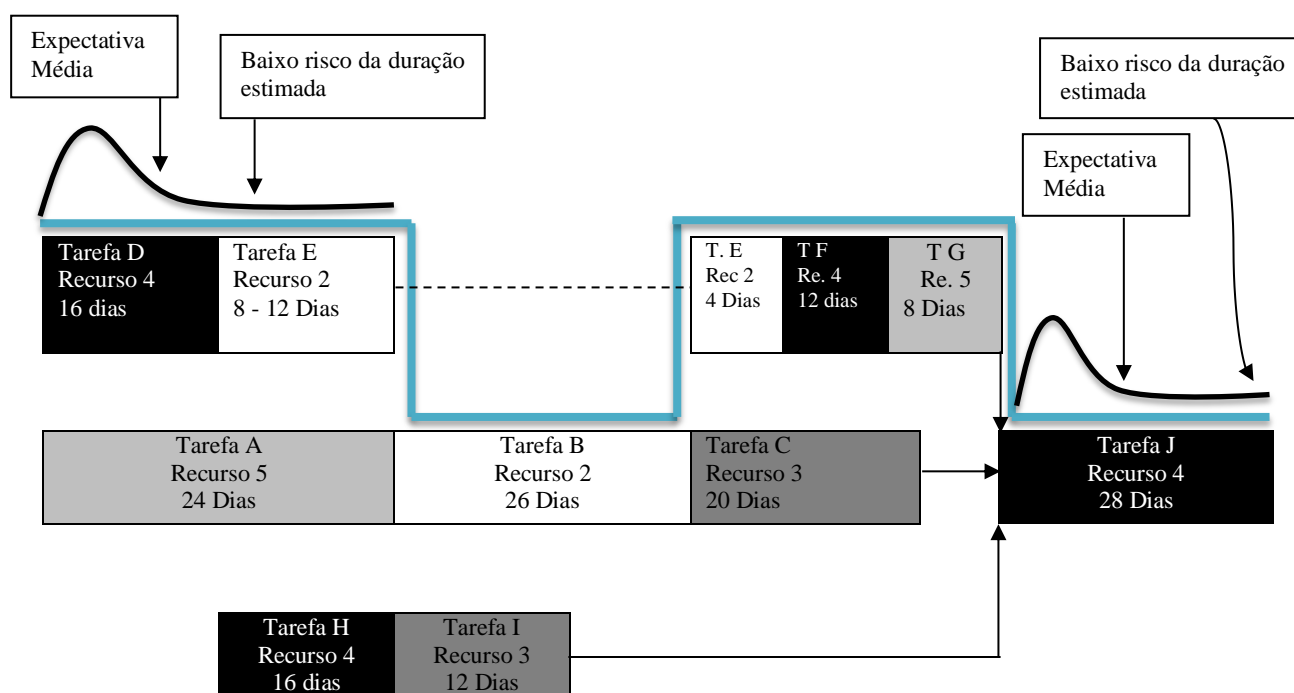 Expectativa
Média
Baixo risco da duração
estimada
Baixo risco da duração
estimada
Expectativa
Média
Tarefa D
Recurso 4
16 dias
Tarefa E
Recurso 2
8 - 12 Dias
T. E
Rec 2
4 Dias
T F
Re. 4
12 dias
T G
Re. 5
8 Dias
Tarefa A
Recurso 5
24 Dias
Tarefa B
Recurso 2
26 Dias
Tarefa C
Recurso 3
20 Dias
Tarefa J
Recurso 4
28 Dias
Tarefa H
Recurso 4
16 dias
Tarefa I
Recurso 3
12 Dias